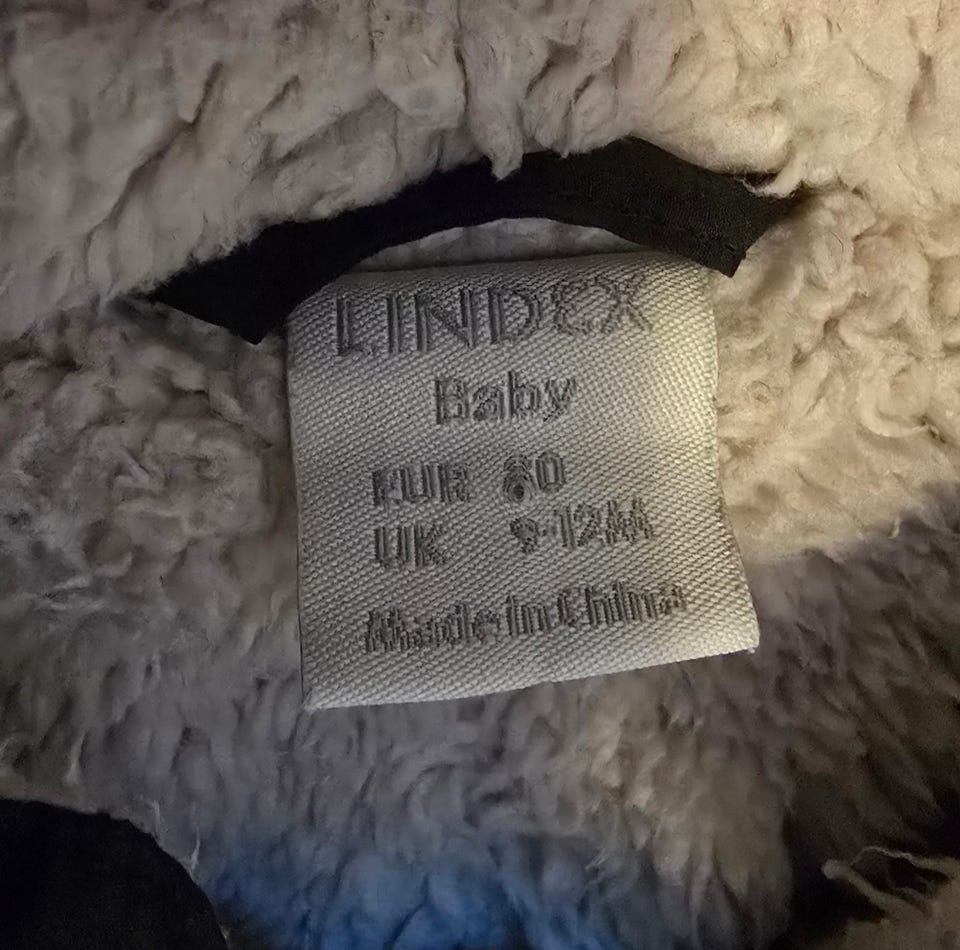 LINDEX
Baby
EUR 80
UK 9-12M
Made in China